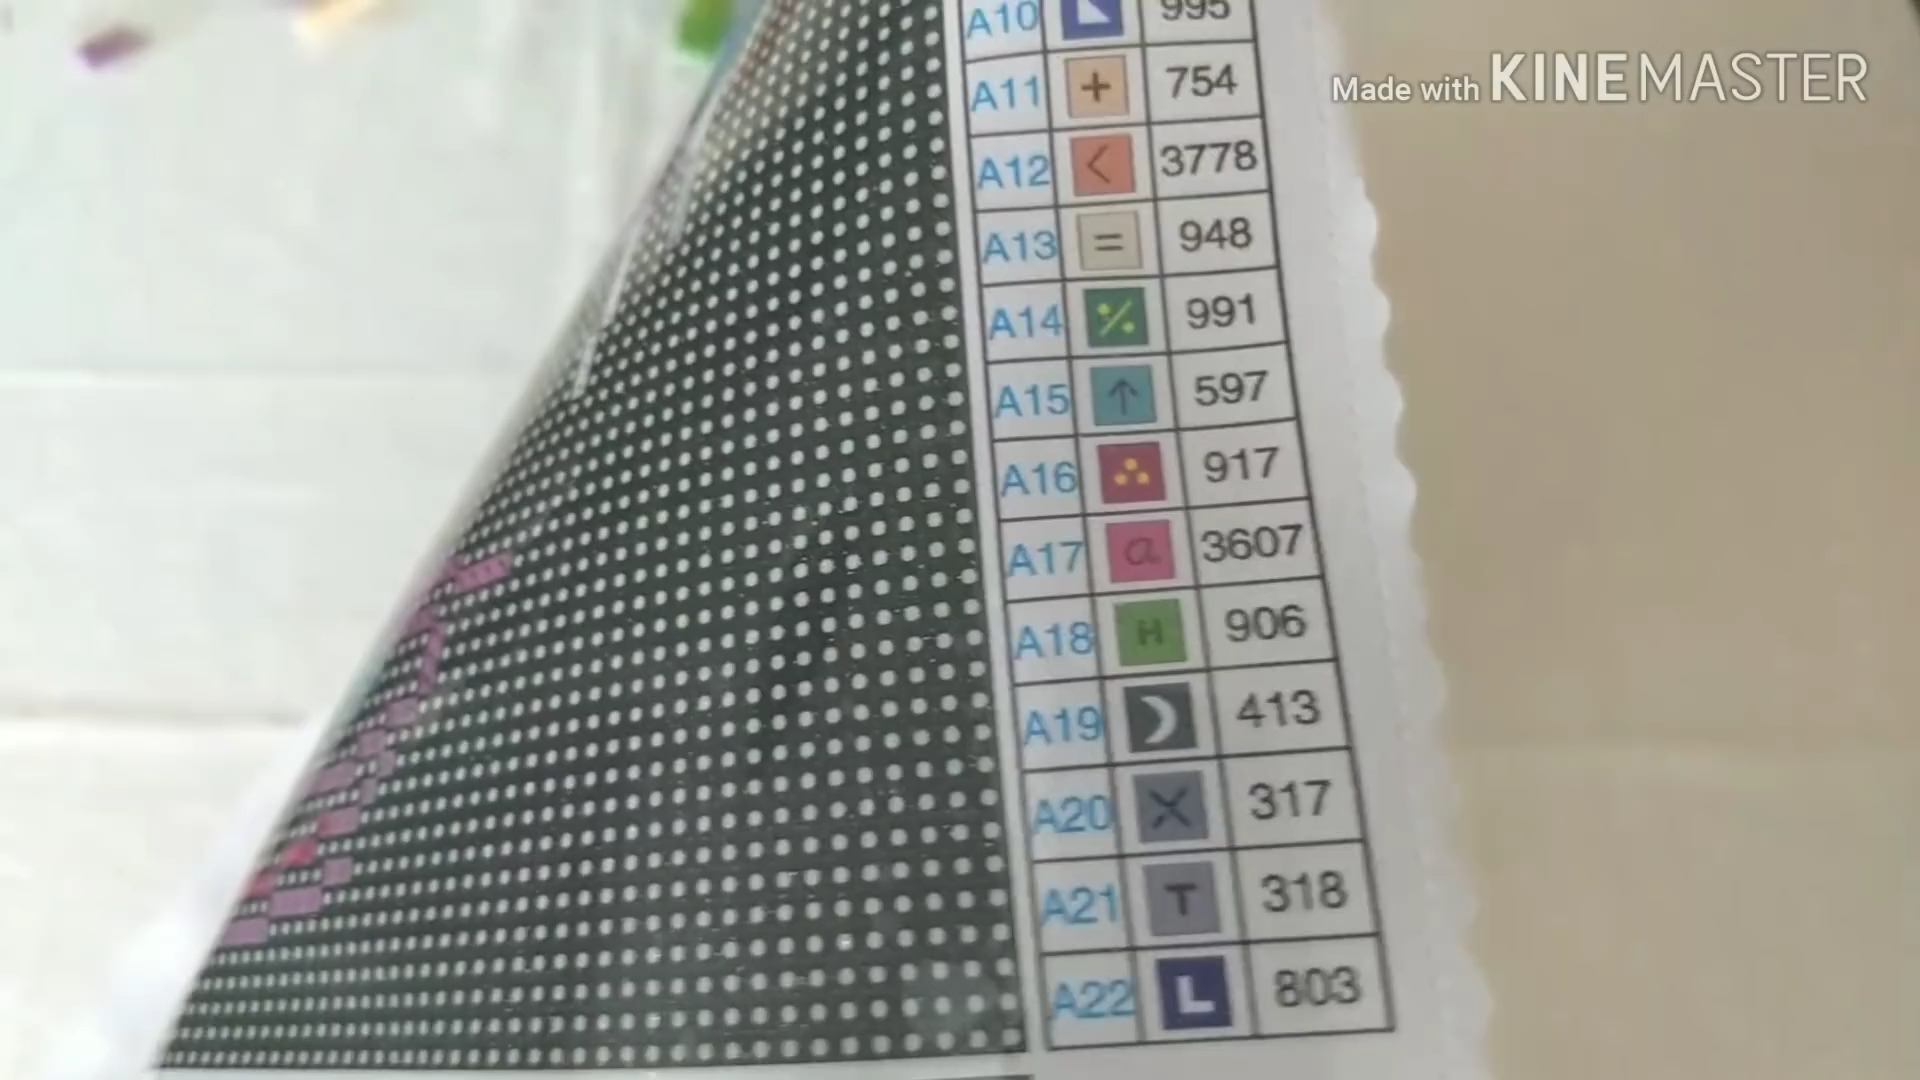 A10 995
Made with KINEMASTER
A11 + 754
A12 < 3778
A13 = 948
A14 ٪ 991
A15 ↑ 597
A16 917
A17 a 3607
A18 H 906
A19 413
A20 X 317
A21 T 318
A22 L 803